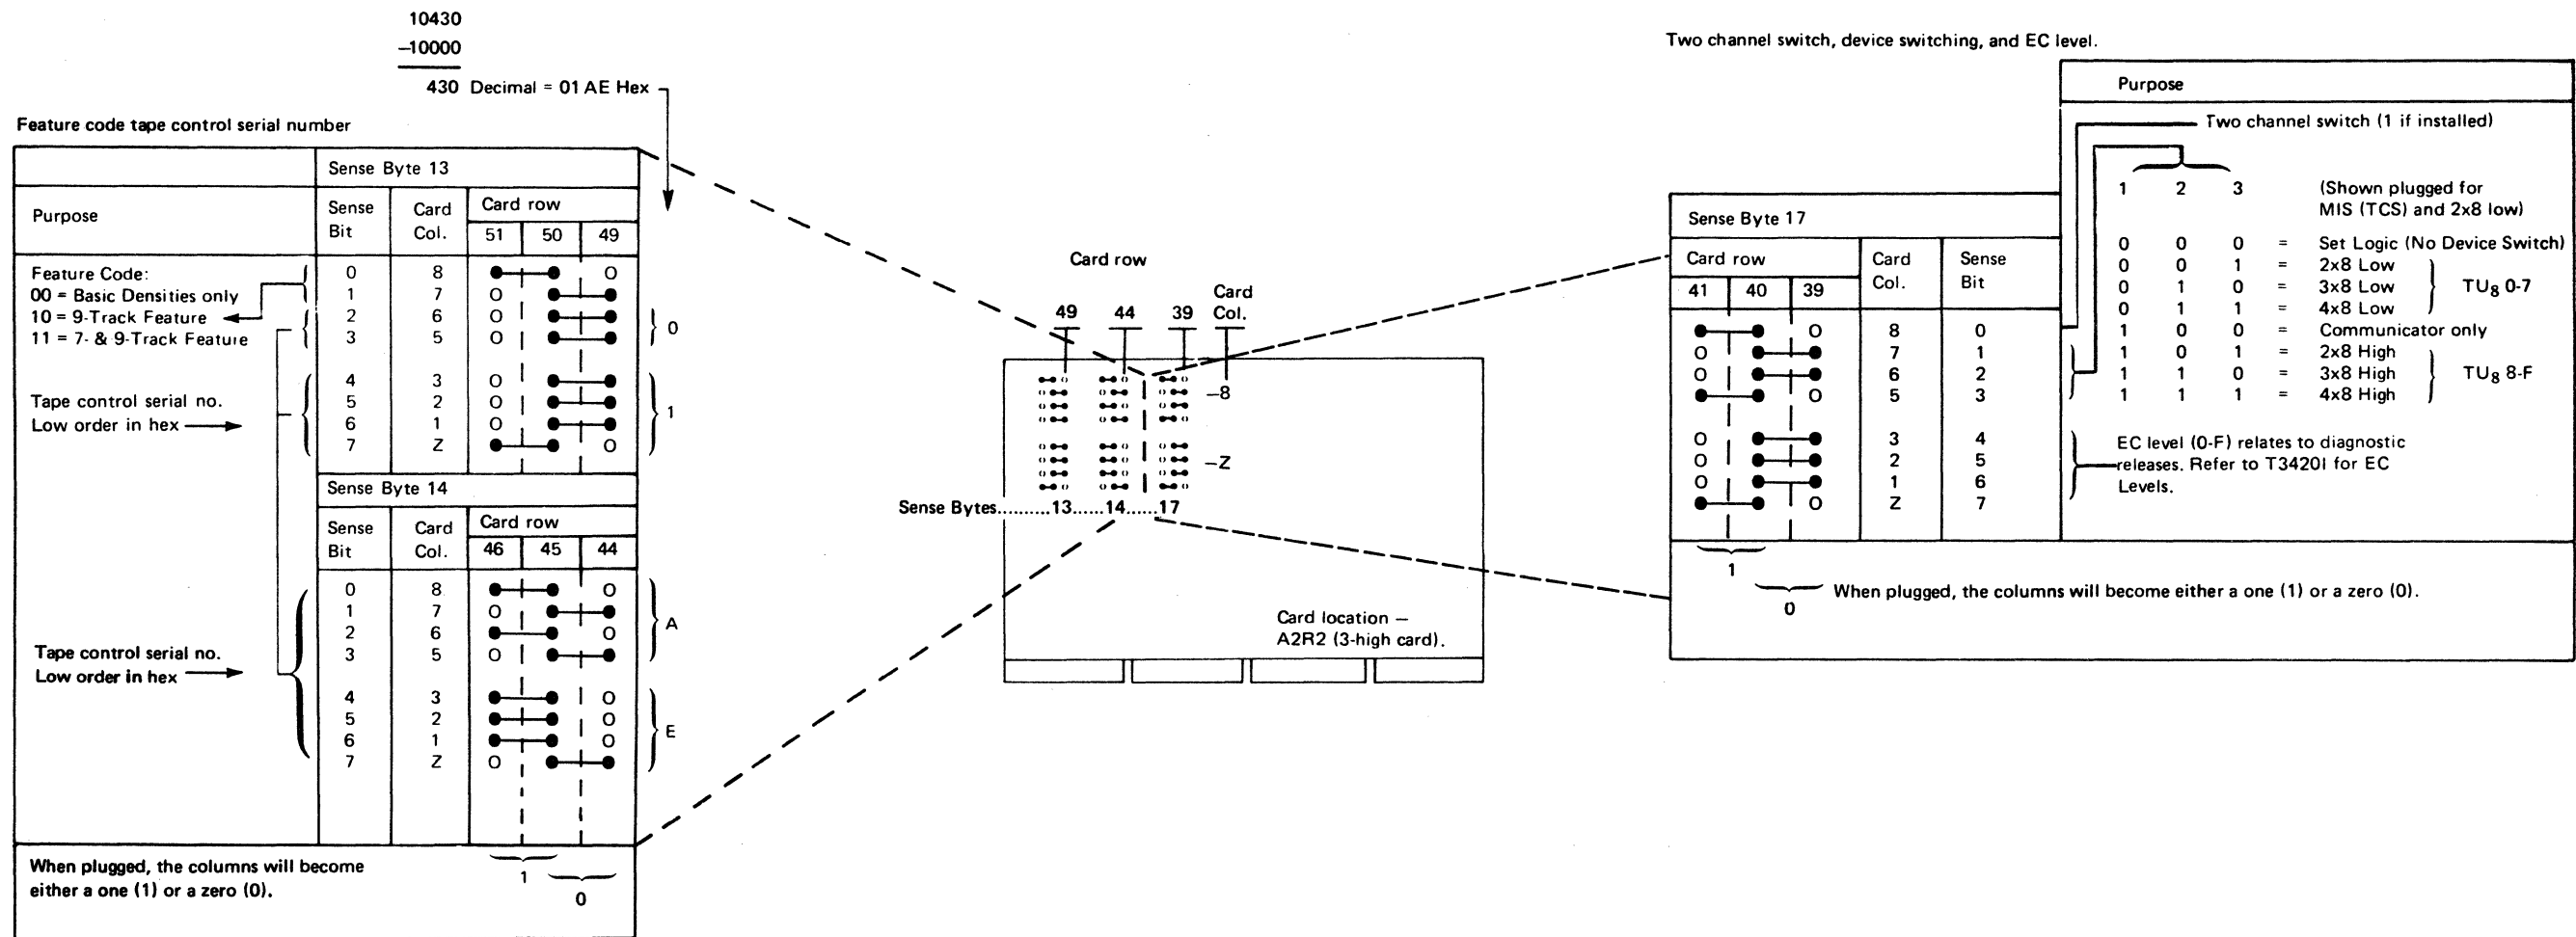 10430
–10000
430 Decimal = 01 AE Hex
Feature code tape control serial number
Sense Byte 13
Purpose
Sense Bit
Card Col.
Card row
51 50 49
Feature Code:
00 = Basic Densities only
10 = 9-Track Feature
11 = 7- & 9-Track Feature
0 8 O
1 7 O
2 6 O
3 5 O
0
Tape control serial no.
Low order in hex
4 3 O
5 2 O
6 1 O
7 Z O
1
Sense Byte 14
Sense Bit
Card Col.
Card row
46 45 44
0 8 O
1 7 O
2 6 O
3 5 O
A
Tape control serial no.
Low order in hex
4 3 O
5 2 O
6 1 O
7 Z O
E
When plugged, the columns will become
either a one (1) or a zero (0).
1
0
Card row
49 44 39
Card
Col.
–8
–Z
Sense Bytes..........13......14......17
Card location –
A2R2 (3-high card).
Two channel switch, device switching, and EC level.
Purpose
Two channel switch (1 if installed)
1 2 3 (Shown plugged for
MIS (TCS) and 2x8 low)
0 0 0 = Set Logic (No Device Switch)
0 0 1 = 2x8 Low
0 1 0 = 3x8 Low
0 1 1 = 4x8 Low
TU8 0-7
1 0 0 = Communicator only
1 0 1 = 2x8 High
1 1 0 = 3x8 High
1 1 1 = 4x8 High
TU8 8-F
EC level (0-F) relates to diagnostic
releases. Refer to T3420I for EC
Levels.
Sense Byte 17
Card row
41 40 39
Card Col.
Sense Bit
O 8 0
O 7 1
O 6 2
O 5 3
O 3 4
O 2 5
O 1 6
O Z 7
1
0
When plugged, the columns will become either a one (1) or a zero (0).